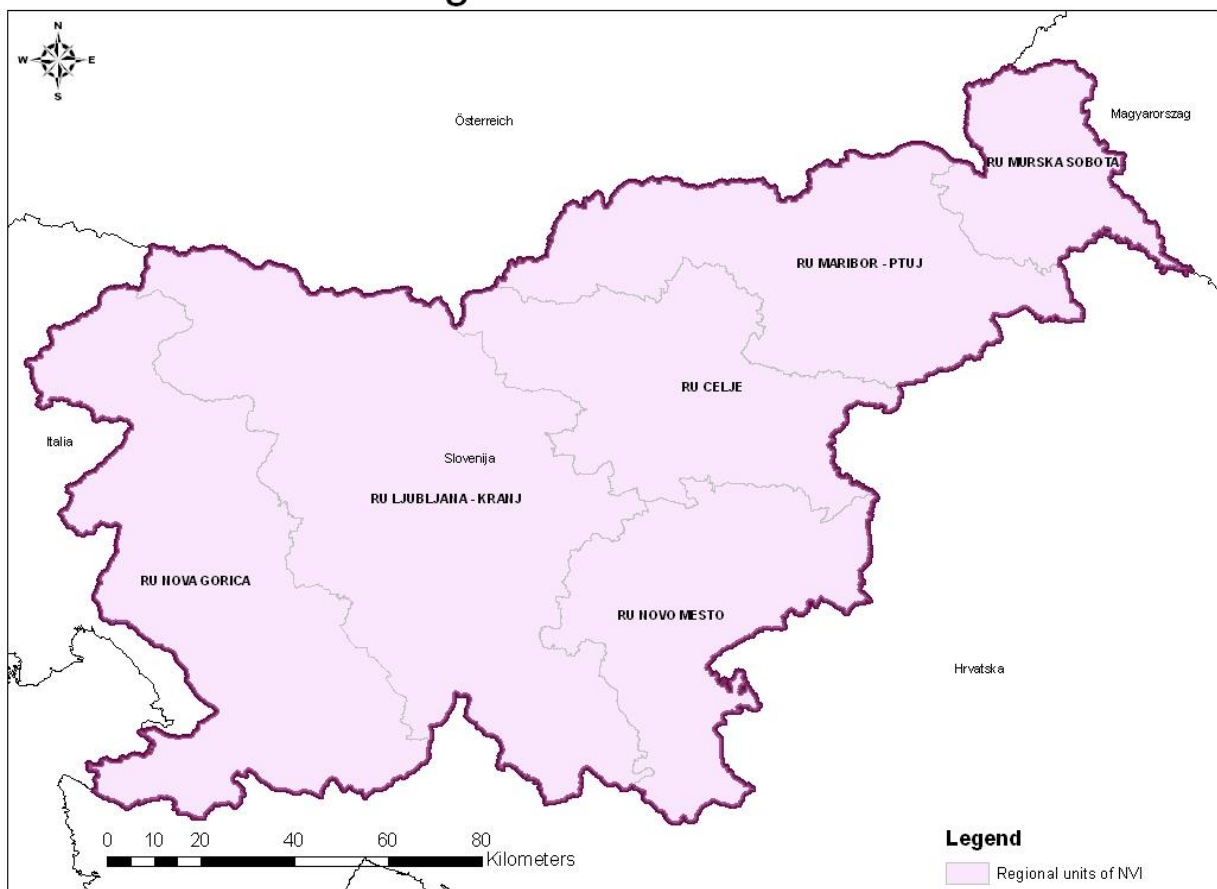 N
W E
S
Österreich
Magyarorszag
RU MURSKA SOBOTA
RU MARIBOR - PTUJ
RU CELJE
Italia
Slovenija
RU LJUBLJANA - KRANJ
RU NOVA GORICA
RU NOVO MESTO
Hrvatska
0 10 20 40 60 80
Kilometers
Legend
Regional units of NVI